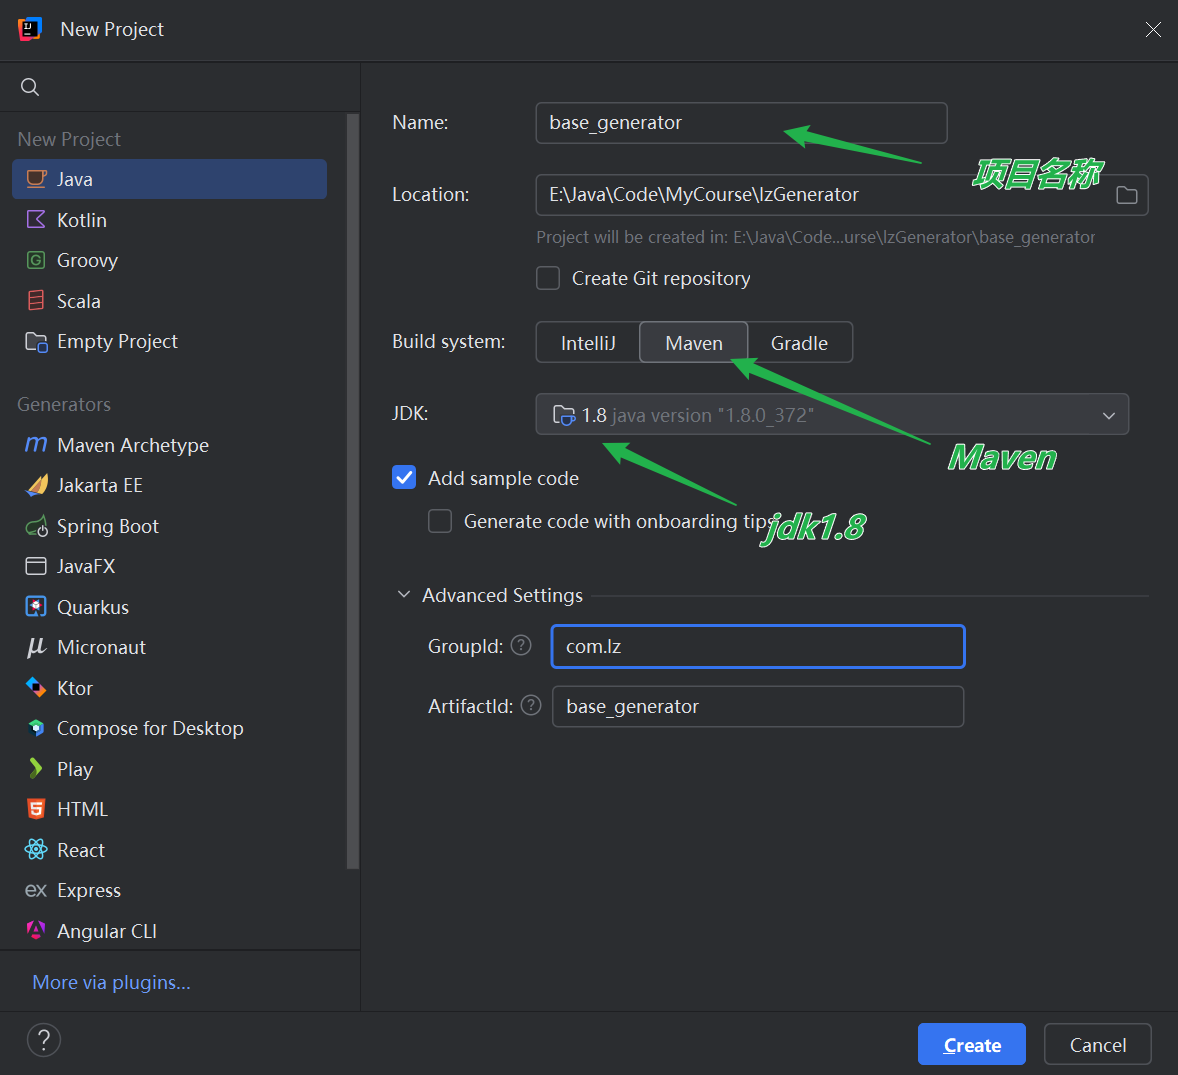 New Project
New Project
Java
Kotlin
Groovy
Scala
Empty Project
Generators
Maven Archetype
Jakarta EE
Spring Boot
JavaFX
Quarkus
Micronaut
Ktor
Compose for Desktop
Play
HTML
React
Express
Angular CLI
More via plugins...
Name: base_generator
项目名称
Location: E:\Java\Code\MyCourse\lzGenerator
Project will be created in: E:\Java\Code...urse\lzGenerator\base_generator
Create Git repository
Build system: IntelliJ Maven Gradle
JDK: 1.8 java version "1.8.0_372"
Maven
Add sample code
Generate code with onboarding tips
jdk1.8
Advanced Settings
GroupId: ? com.lz
ArtifactId: ? base_generator
? Create Cancel